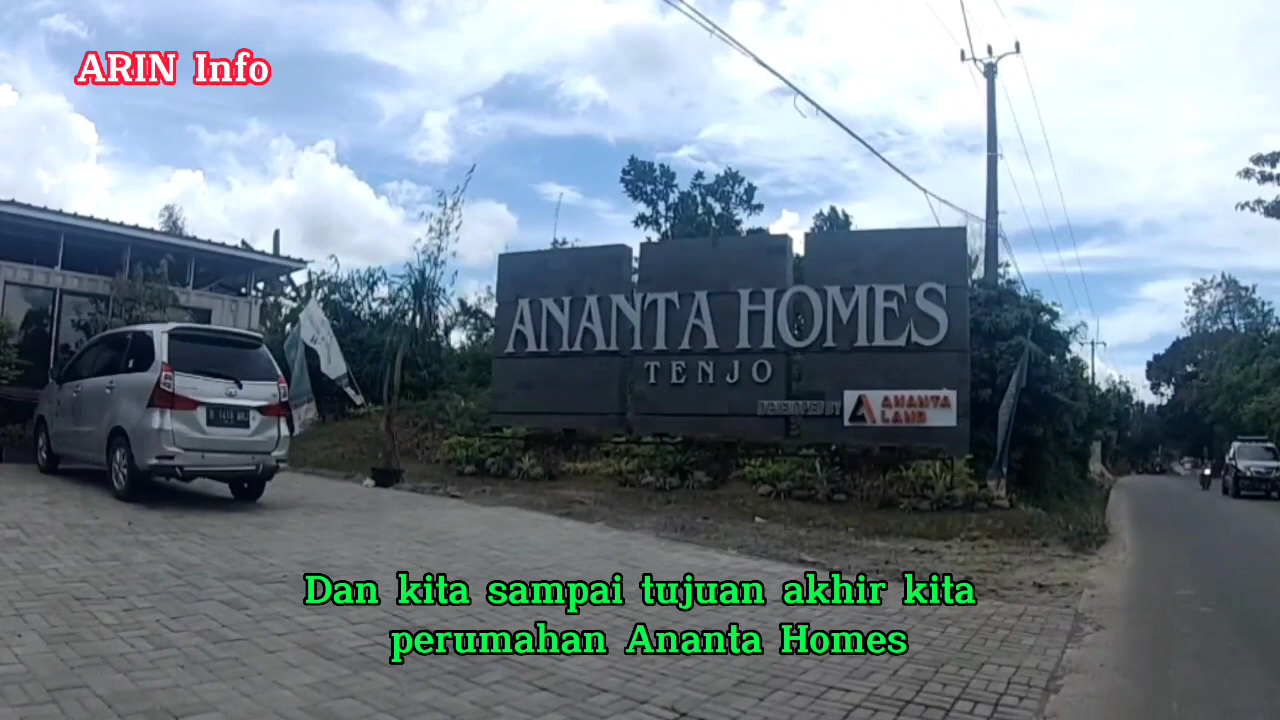 ARIN Info
ANANTA HOMES
TENJO
DEVELOPED BY
ANANTA
LAND
Dan kita sampai tujuan akhir kita
perumahan Ananta Homes